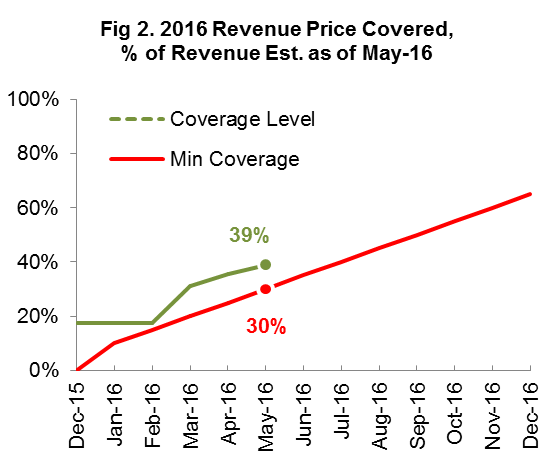 Fig 2. 2016 Revenue Price Covered,
% of Revenue Est. as of May-16
100%
80%
60%
40%
20%
0%
Coverage Level
Min Coverage
39%
30%
Dec-15
Jan-16
Feb-16
Mar-16
Apr-16
May-16
Jun-16
Jul-16
Aug-16
Sep-16
Oct-16
Nov-16
Dec-16